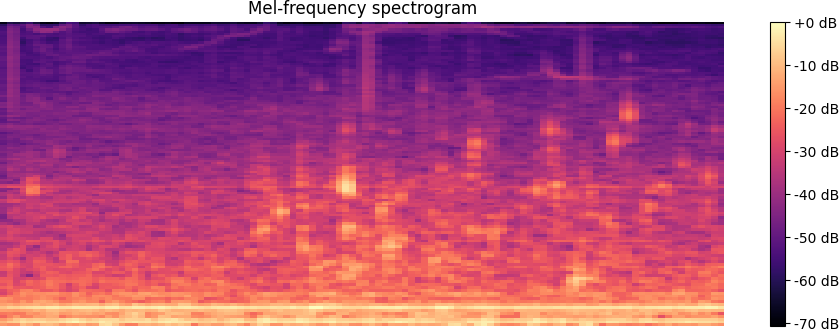 Mel-frequency spectrogram
+0 dB
-10 dB
-20 dB
-30 dB
-40 dB
-50 dB
-60 dB
-70 dB